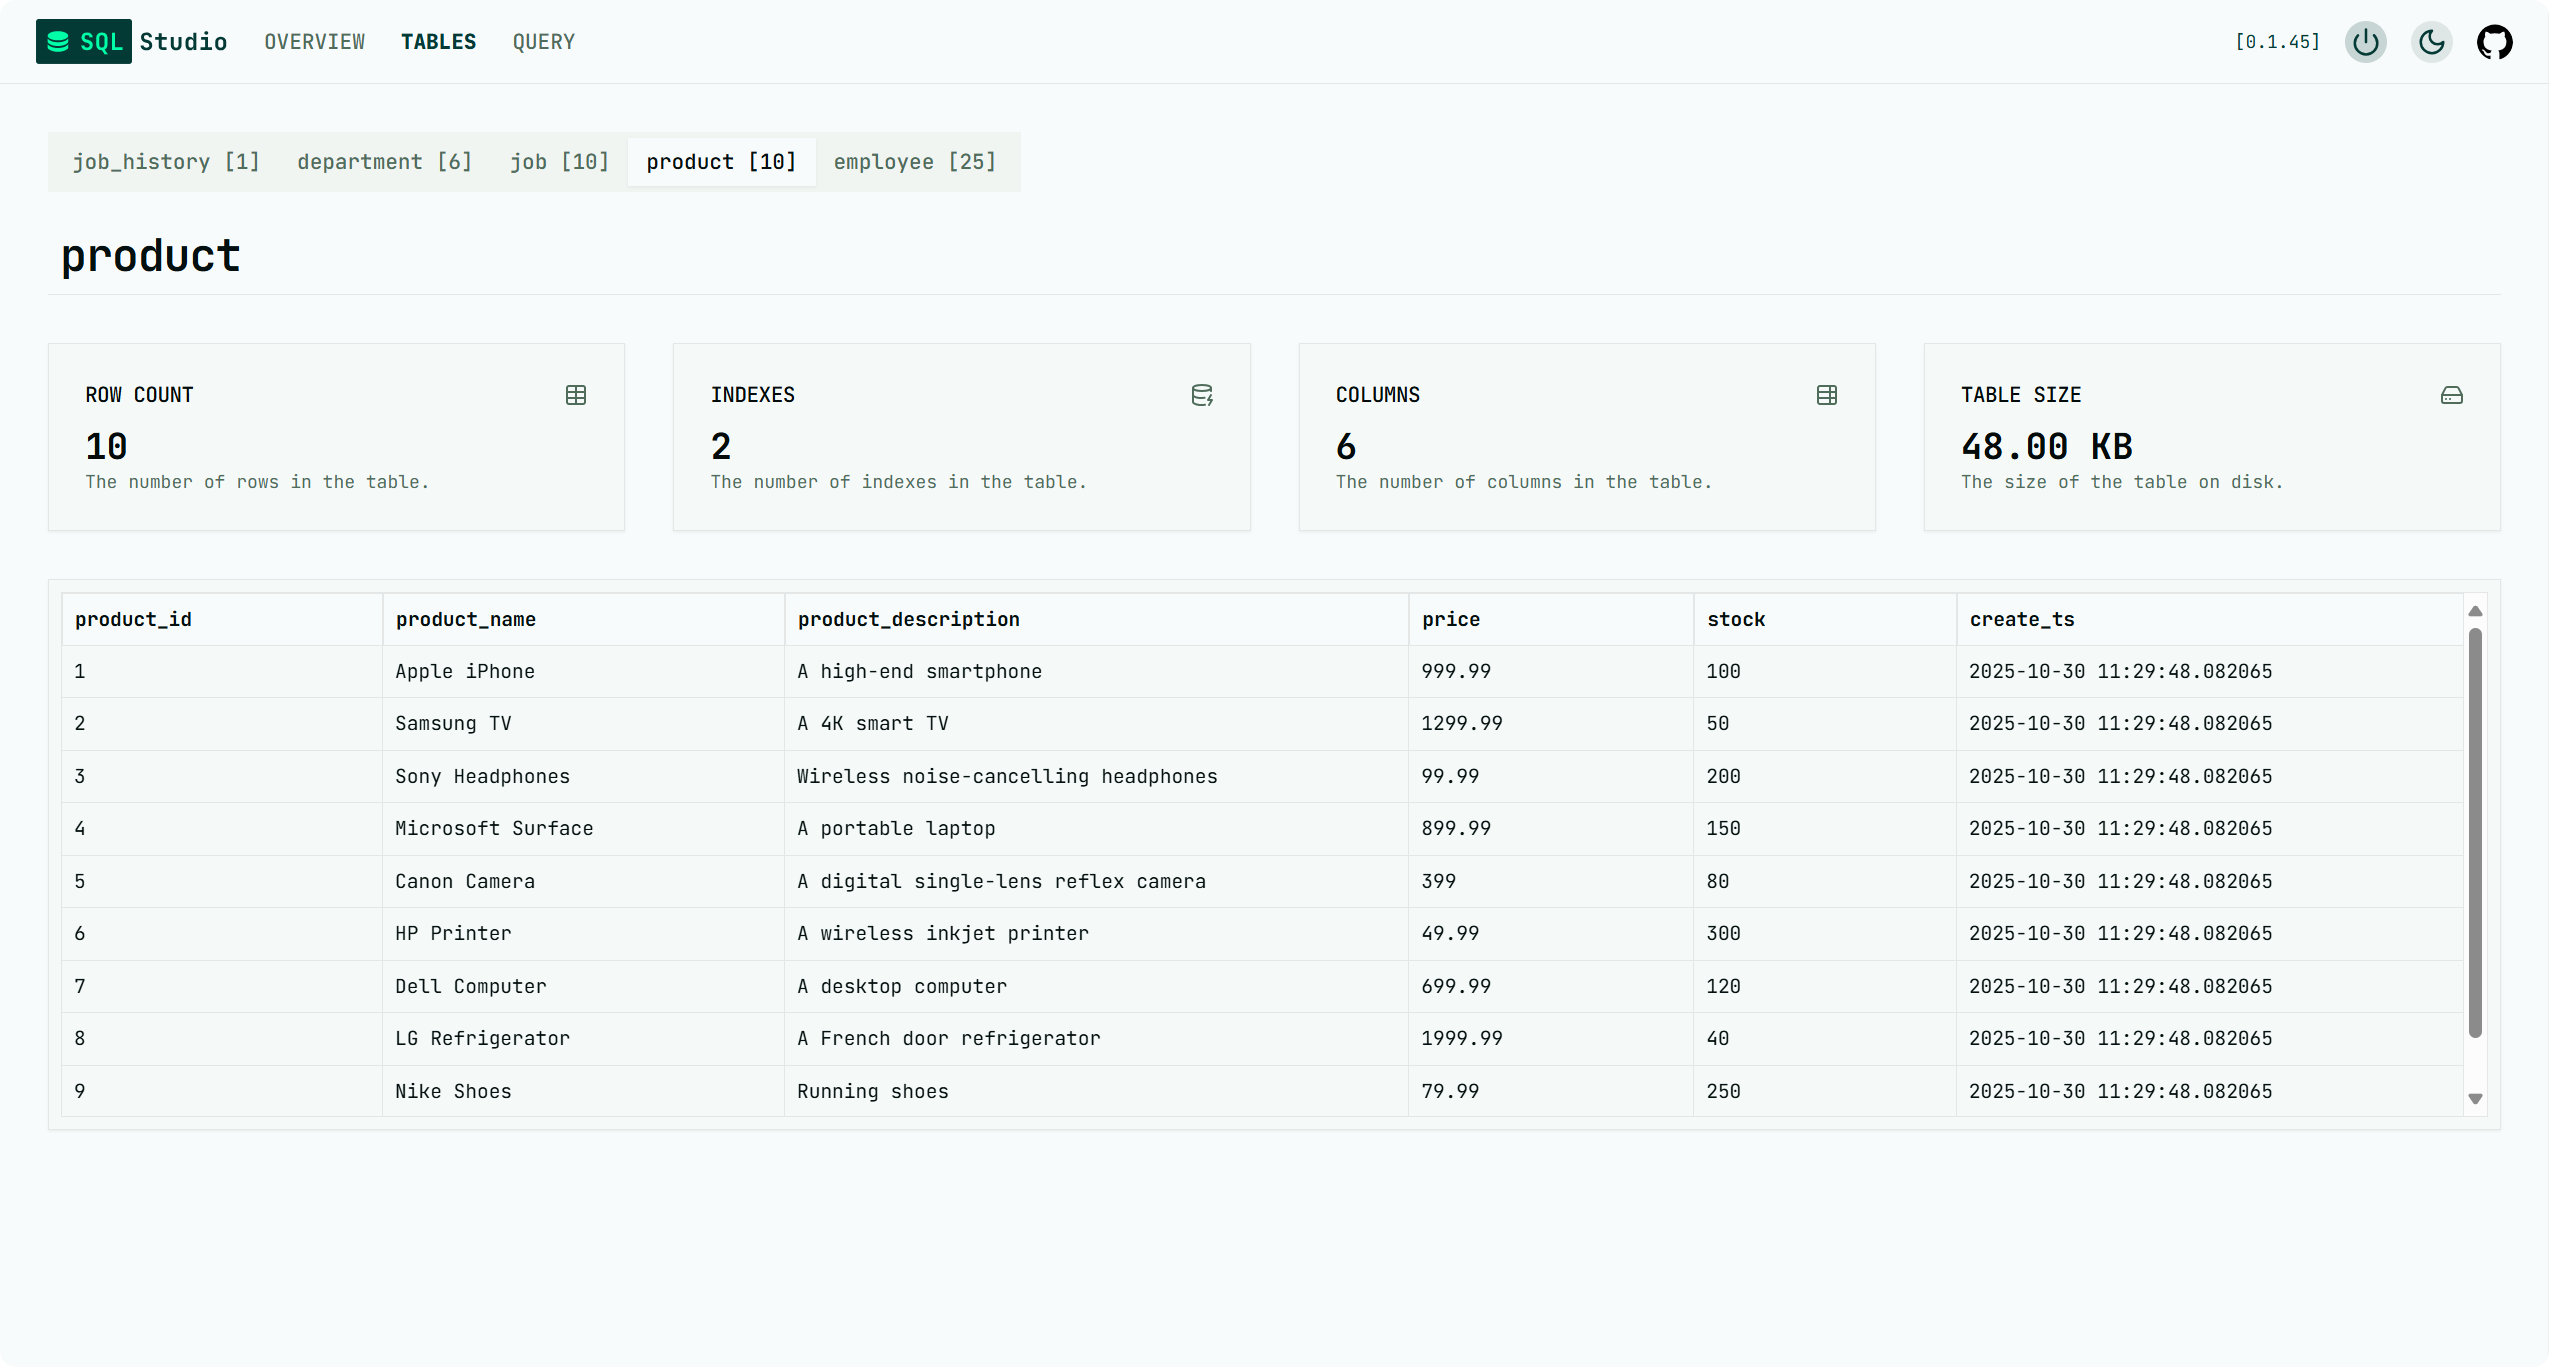 SQL Studio OVERVIEW TABLES QUERY [0.1.45]
job_history [1] department [6] job [10] product [10] employee [25]
product
ROW COUNT INDEXES COLUMNS TABLE SIZE
10 2 6 48.00 KB
The number of rows in the table. The number of indexes in the table. The number of columns in the table. The size of the table on disk.
product_id product_name product_description price stock create_ts
1 Apple iPhone A high-end smartphone 999.99 100 2025-10-30 11:29:48.082065
2 Samsung TV A 4K smart TV 1299.99 50 2025-10-30 11:29:48.082065
3 Sony Headphones Wireless noise-cancelling headphones 99.99 200 2025-10-30 11:29:48.082065
4 Microsoft Surface A portable laptop 899.99 150 2025-10-30 11:29:48.082065
5 Canon Camera A digital single-lens reflex camera 399 80 2025-10-30 11:29:48.082065
6 HP Printer A wireless inkjet printer 49.99 300 2025-10-30 11:29:48.082065
7 Dell Computer A desktop computer 699.99 120 2025-10-30 11:29:48.082065
8 LG Refrigerator A French door refrigerator 1999.99 40 2025-10-30 11:29:48.082065
9 Nike Shoes Running shoes 79.99 250 2025-10-30 11:29:48.082065